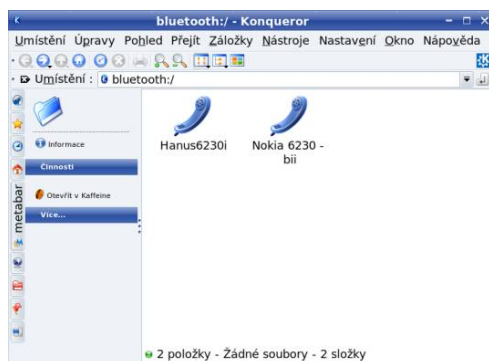 bluetooth:/ - Konqueror
Umístění Úpravy Pohled Přejít Záložky Nástroje Nastavení Okno Nápověda
Umístění : bluetooth:/
Informace
Činnosti
Otevřít v Kaffeine
Více...
metabar
Hanus6230i
Nokia 6230 -
bii
2 položky - Žádné soubory - 2 složky